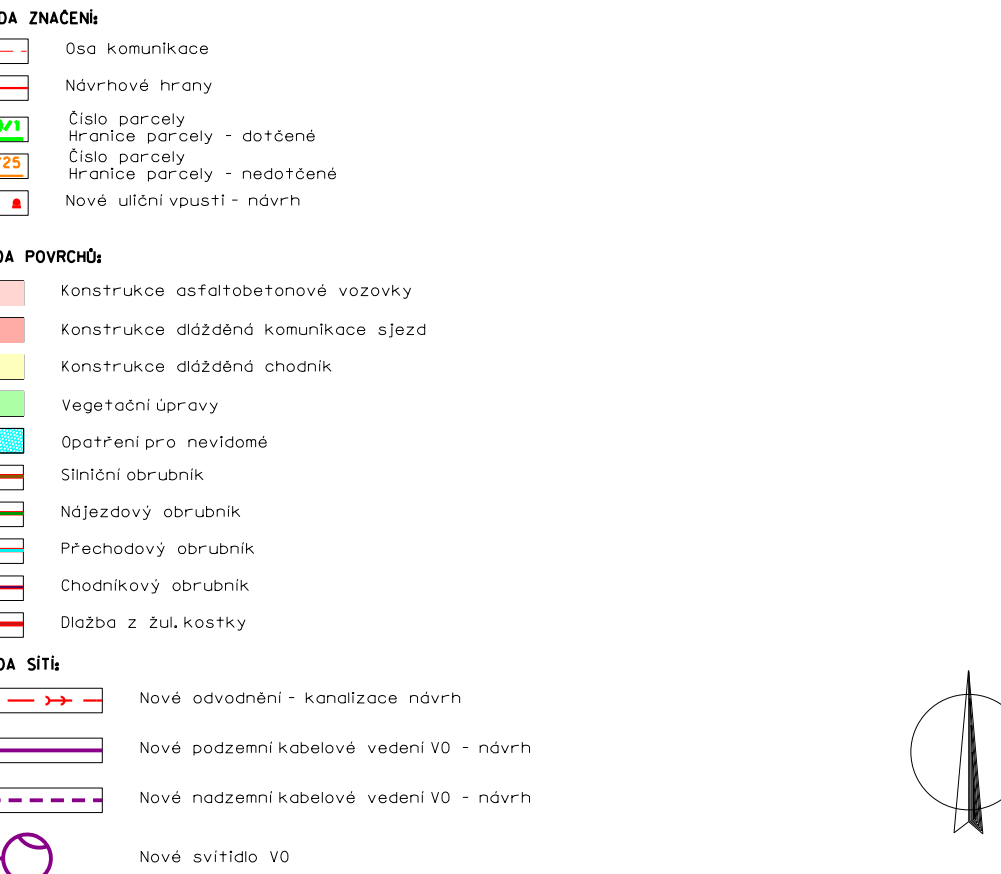 DA ZNAČENÍ:
Osa komunikace
Návrhové hrany
/1
Číslo parcely
Hranice parcely - dotčené
25
Číslo parcely
Hranice parcely - nedotčené
Nové uliční vpusti - návrh
DA POVRCHŮ:
Konstrukce asfaltobetonové vozovky
Konstrukce dlážděná komunikace sjezd
Konstrukce dlážděná chodník
Vegetační úpravy
Opatření pro nevidomé
Silniční obrubník
Nájezdový obrubník
Přechodový obrubník
Chodníkový obrubník
Dlažba z žul. kostky
DA SÍTÍ:
Nové odvodnění - kanalizace návrh
Nové podzemní kabelové vedení VO - návrh
Nové nadzemní kabelové vedení VO - návrh
Nové svítidlo VO